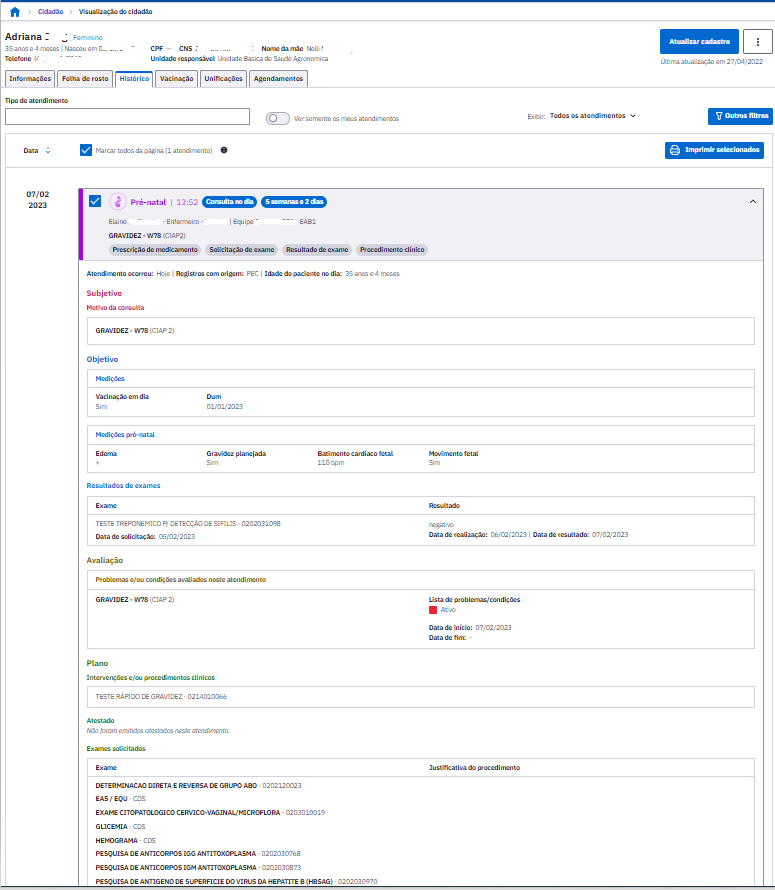 Cidadão > Visualização do cidadão
Adriana Feminino
35 anos e 4 meses | Nasceu em CPF CNS Nome da mãe Nelli
Telefone Unidade responsável Unidade Basica de Saude Agronomica
Atualizar cadastro
Última atualização em 27/04/2022
Informações Folha de rosto Histórico Vacinação Unificações Agendamentos
Tipo de atendimento
Ver somente os meus atendimentos Exibir: Todos os atendimentos Outros filtros
Data Marcar todos da página (1 atendimento) Imprimir selecionados
07/02
2023
Pré-natal | 13:52 Consulta no dia 5 semanas e 2 dias
Elaine - Enfermeiro - | Equipe - EAB1
GRAVIDEZ - W78 (CIAP2)
Prescrição de medicamento Solicitação de exame Resultado de exame Procedimento clínico
Atendimento ocorreu: Hoje | Registros com origem: PEC | Idade do paciente no dia: 35 anos e 4 meses
Subjetivo
Motivo da consulta
GRAVIDEZ - W78 (CIAP 2)
Objetivo
Medições
Vacinação em dia Dum
Sim 01/01/2023
Medições pré-natal
Edema Gravidez planejada Batimento cardíaco fetal Movimento fetal
+ Sim 110 bpm Sim
Resultados de exames
Exame Resultado
TESTE TREPONEMICO P/ DETECÇÃO DE SIFILIS - 0202031098 negativo
Data de solicitação: 05/02/2023 Data de realização: 06/02/2023 | Data de resultado: 07/02/2023
Avaliação
Problemas e/ou condições avaliados neste atendimento
GRAVIDEZ - W78 (CIAP 2) Lista de problemas/condições
Ativo
Data de início: 07/02/2023
Data de fim: -
Plano
Intervenções e/ou procedimentos clínicos
TESTE RÁPIDO DE GRAVIDEZ - 0214010066
Atestado
Não foram emitidos atestados neste atendimento.
Exames solicitados
Exame Justificativa do procedimento
DETERMINACAO DIRETA E REVERSA DE GRUPO ABO - 0202120023
EAS / EQU - CDS
EXAME CITOPATOLOGICO CERVICO-VAGINAL/MICROFLORA - 0203010019
GLICEMIA - CDS
HEMOGRAMA - CDS
PESQUISA DE ANTICORPOS IGG ANTITOXOPLASMA - 0202030768
PESQUISA DE ANTICORPOS IGM ANTITOXOPLASMA - 0202030873
PESQUISA DE ANTIGENO DE SUPERFICIE DO VIRUS DA HEPATITE B (HBSAG) - 0202030970